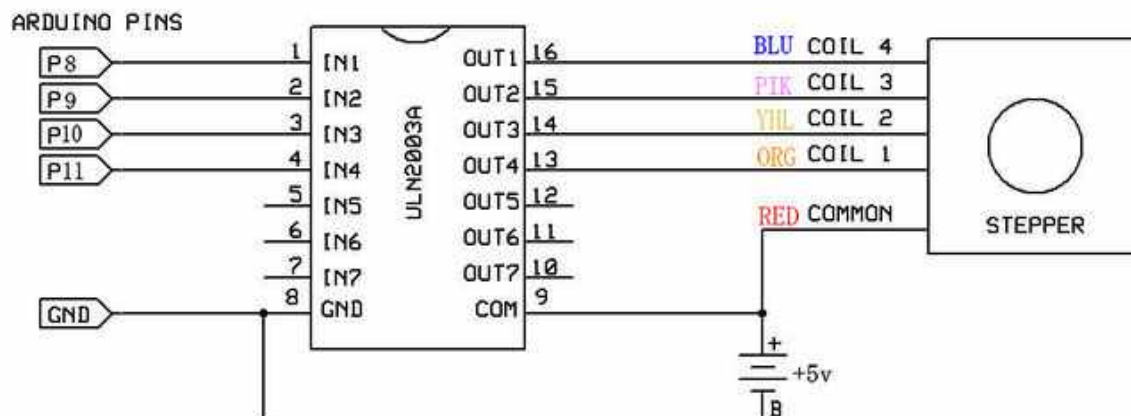 ARDUINO PINS
P8 1 IN1 OUT1 16 BLU COIL 4
P9 2 IN2 OUT2 15 PIK COIL 3
P10 3 IN3 OUT3 14 YHL COIL 2
P11 4 IN4 OUT4 13 ORG COIL 1
5 IN5 OUT5 12
6 IN6 OUT6 11
7 IN7 OUT7 10
GND 8 GND COM 9
ULN2003A
RED COMMON
STEPPER
+
+5v
B